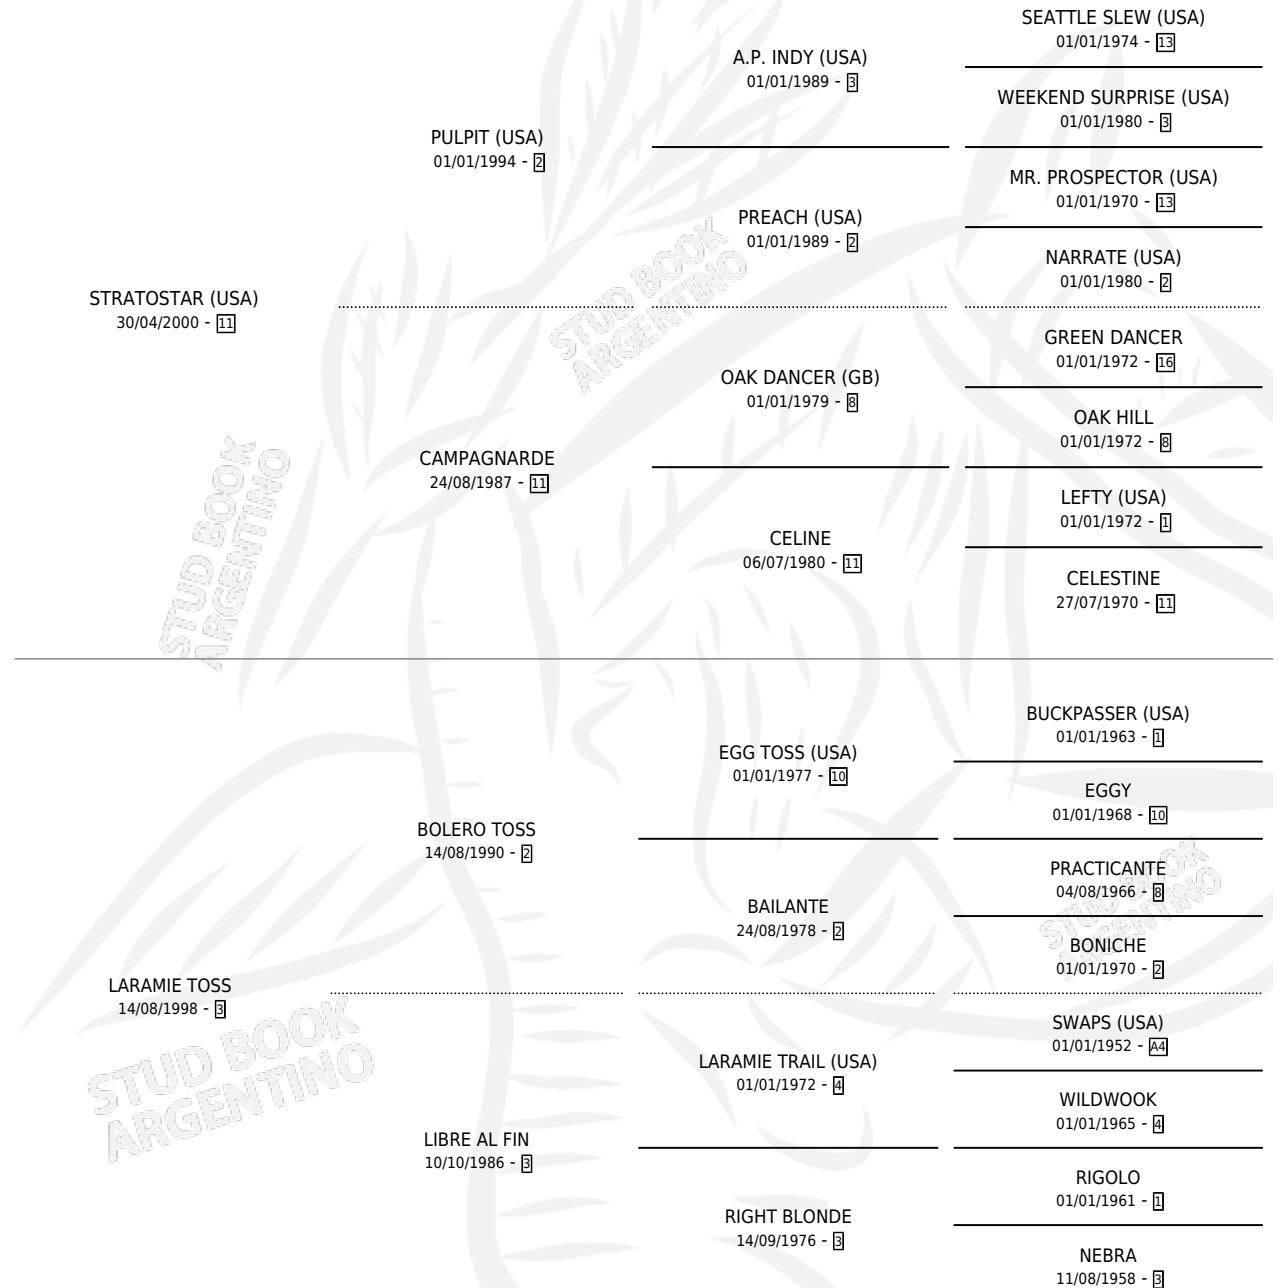 SEATTLE SLEW (USA)
01/01/1974 - 13
A.P. INDY (USA)
01/01/1989 - 3
WEEKEND SURPRISE (USA)
01/01/1980 - 3
PULPIT (USA)
01/01/1994 - 2
MR. PROSPECTOR (USA)
01/01/1970 - 13
PREACH (USA)
01/01/1989 - 2
NARRATE (USA)
01/01/1980 - 2
STRATOSTAR (USA)
30/04/2000 - 11
STUD BOOK
ARGENTINO
GREEN DANCER
01/01/1972 - 16
OAK DANCER (GB)
01/01/1979 - 8
OAK HILL
01/01/1972 - 8
CAMPAGNARDE
24/08/1987 - 11
LEFTY (USA)
01/01/1972 - 1
CELINE
06/07/1980 - 11
CELESTINE
27/07/1970 - 11
STUD BOOK
ARGENTINO
BUCKPASSER (USA)
01/01/1963 - 1
EGG TOSS (USA)
01/01/1977 - 10
EGGY
01/01/1968 - 10
BOLERO TOSS
14/08/1990 - 2
PRACTICANTE
04/08/1966 - 8
BAILANTE
24/08/1978 - 2
STUD BOOK
ARGENTINO
BONICHE
01/01/1970 - 2
LARAMIE TOSS
14/08/1998 - 3
SWAPS (USA)
01/01/1952 - A4
LARAMIE TRAIL (USA)
01/01/1972 - 4
STUD BOOK
ARGENTINO
WILDWOOK
01/01/1965 - 4
LIBRE AL FIN
10/10/1986 - 3
RIGOLO
01/01/1961 - 1
RIGHT BLONDE
14/09/1976 - 3
NEBRA
11/08/1958 - 3